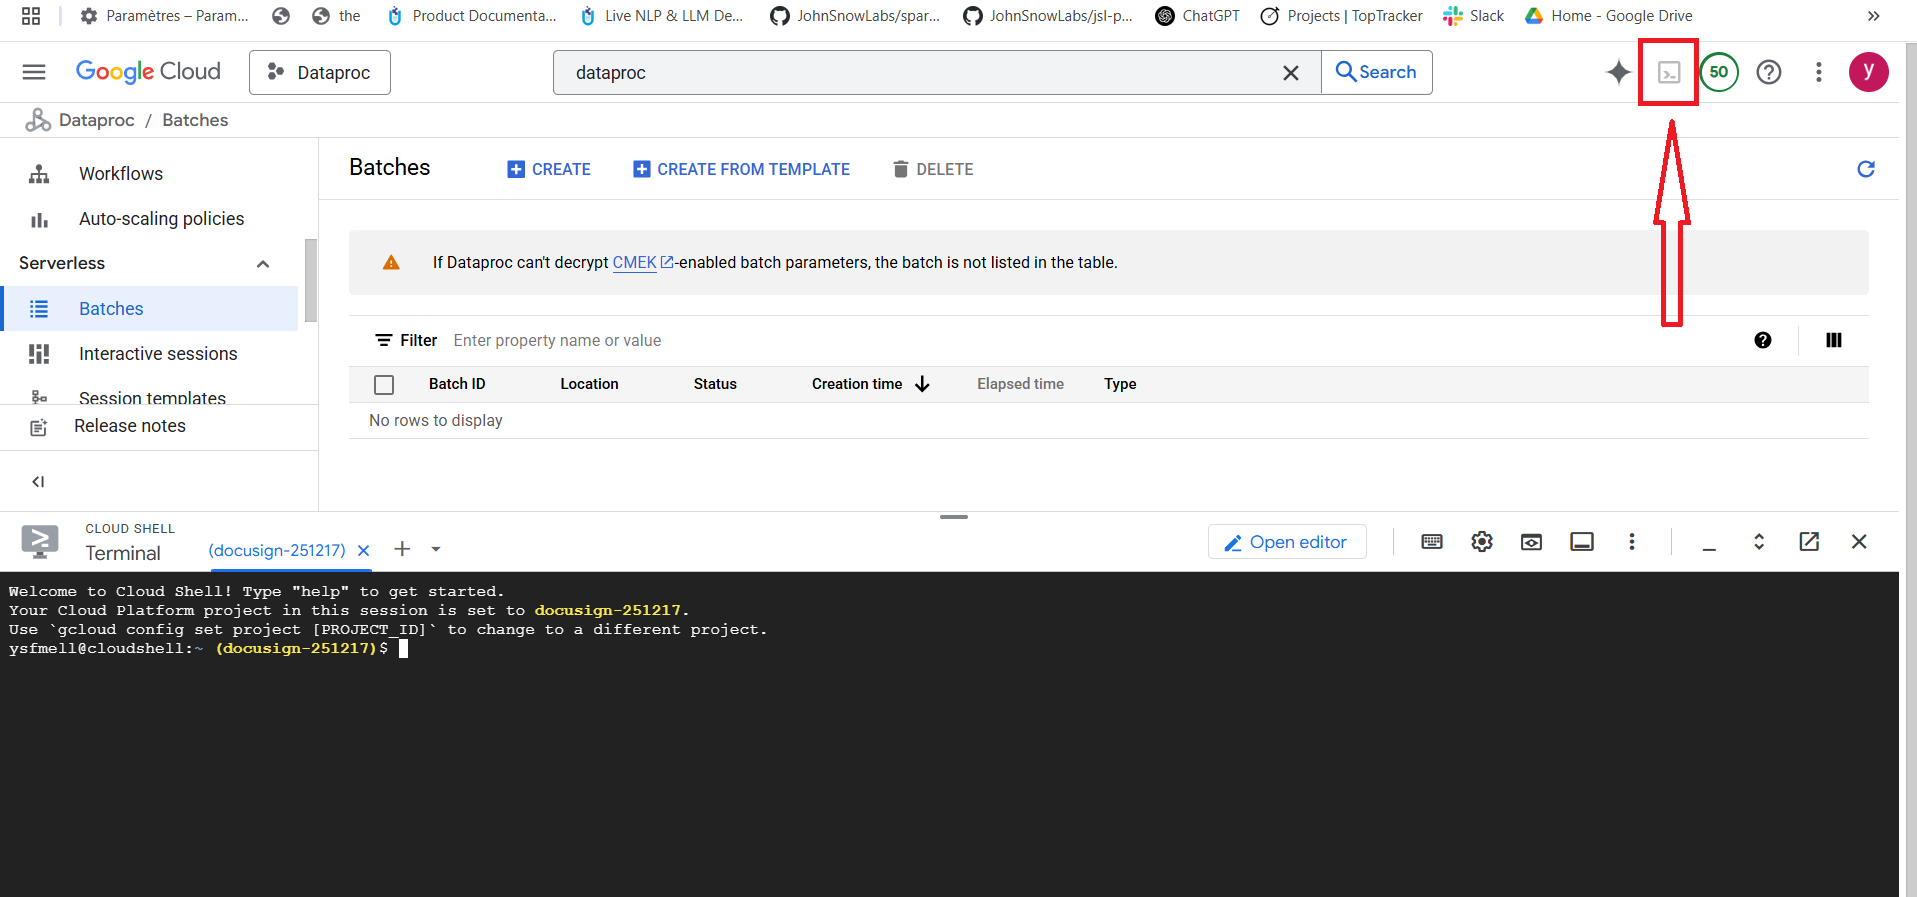 Paramètres – Param...
the
Product Documenta...
Live NLP & LLM De...
JohnSnowLabs/spar...
JohnSnowLabs/jsl-p...
ChatGPT
Projects | TopTracker
Slack
Home - Google Drive
Google Cloud
Dataproc
dataproc
Search
50
y
Dataproc / Batches
Workflows
Auto-scaling policies
Serverless
Batches
Interactive sessions
Session templates
Release notes
Batches
CREATE
CREATE FROM TEMPLATE
DELETE
If Dataproc can't decrypt CMEK -enabled batch parameters, the batch is not listed in the table.
Filter Enter property name or value
Batch ID Location Status Creation time Elapsed time Type
No rows to display
CLOUD SHELL
Terminal
(docusign-251217)
Open editor
Welcome to Cloud Shell! Type "help" to get started.
Your Cloud Platform project in this session is set to docusign-251217.
Use `gcloud config set project [PROJECT_ID]` to change to a different project.
ysfmell@cloudshell:~ (docusign-251217)$